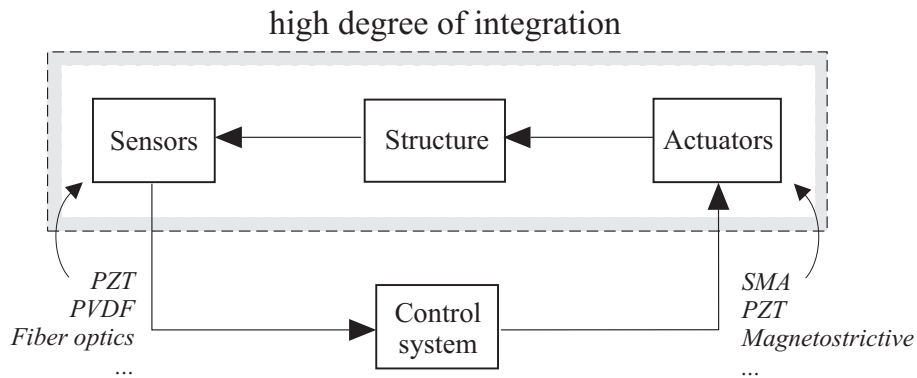 high degree of integration
Sensors
Structure
Actuators
PZT
PVDF
Fiber optics
...
Control
system
SMA
PZT
Magnetostrictive
...